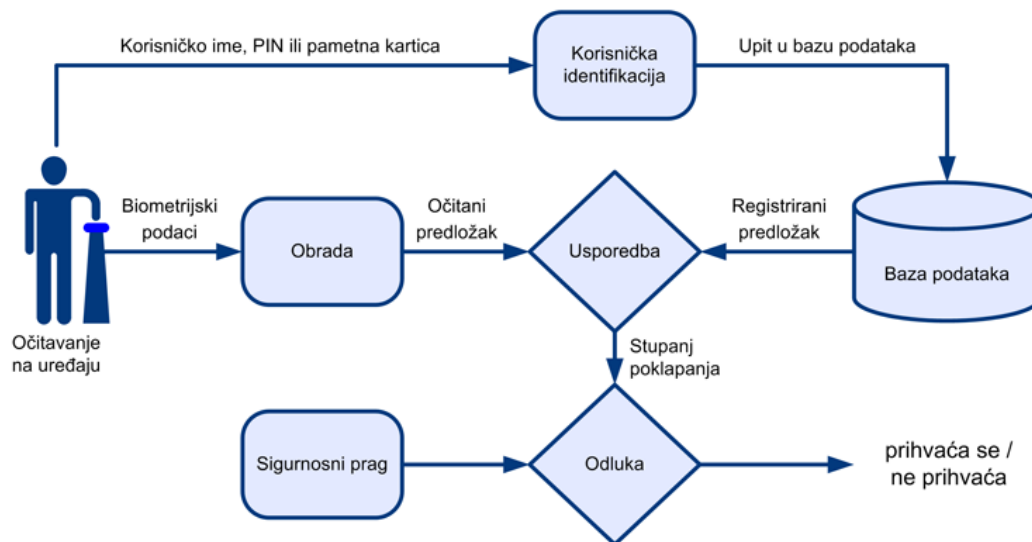 Korisničko ime, PIN ili pametna kartica
Korisnička
identifikacija
Upit u bazu podataka
Biometrijski
podaci
Obrada
Očitani
predložak
Usporedba
Registrirani
predložak
Baza podataka
Očitavanje
na uređaju
Stupanj
poklapanja
Sigurnosni prag
Odluka
prihvaća se /
ne prihvaća